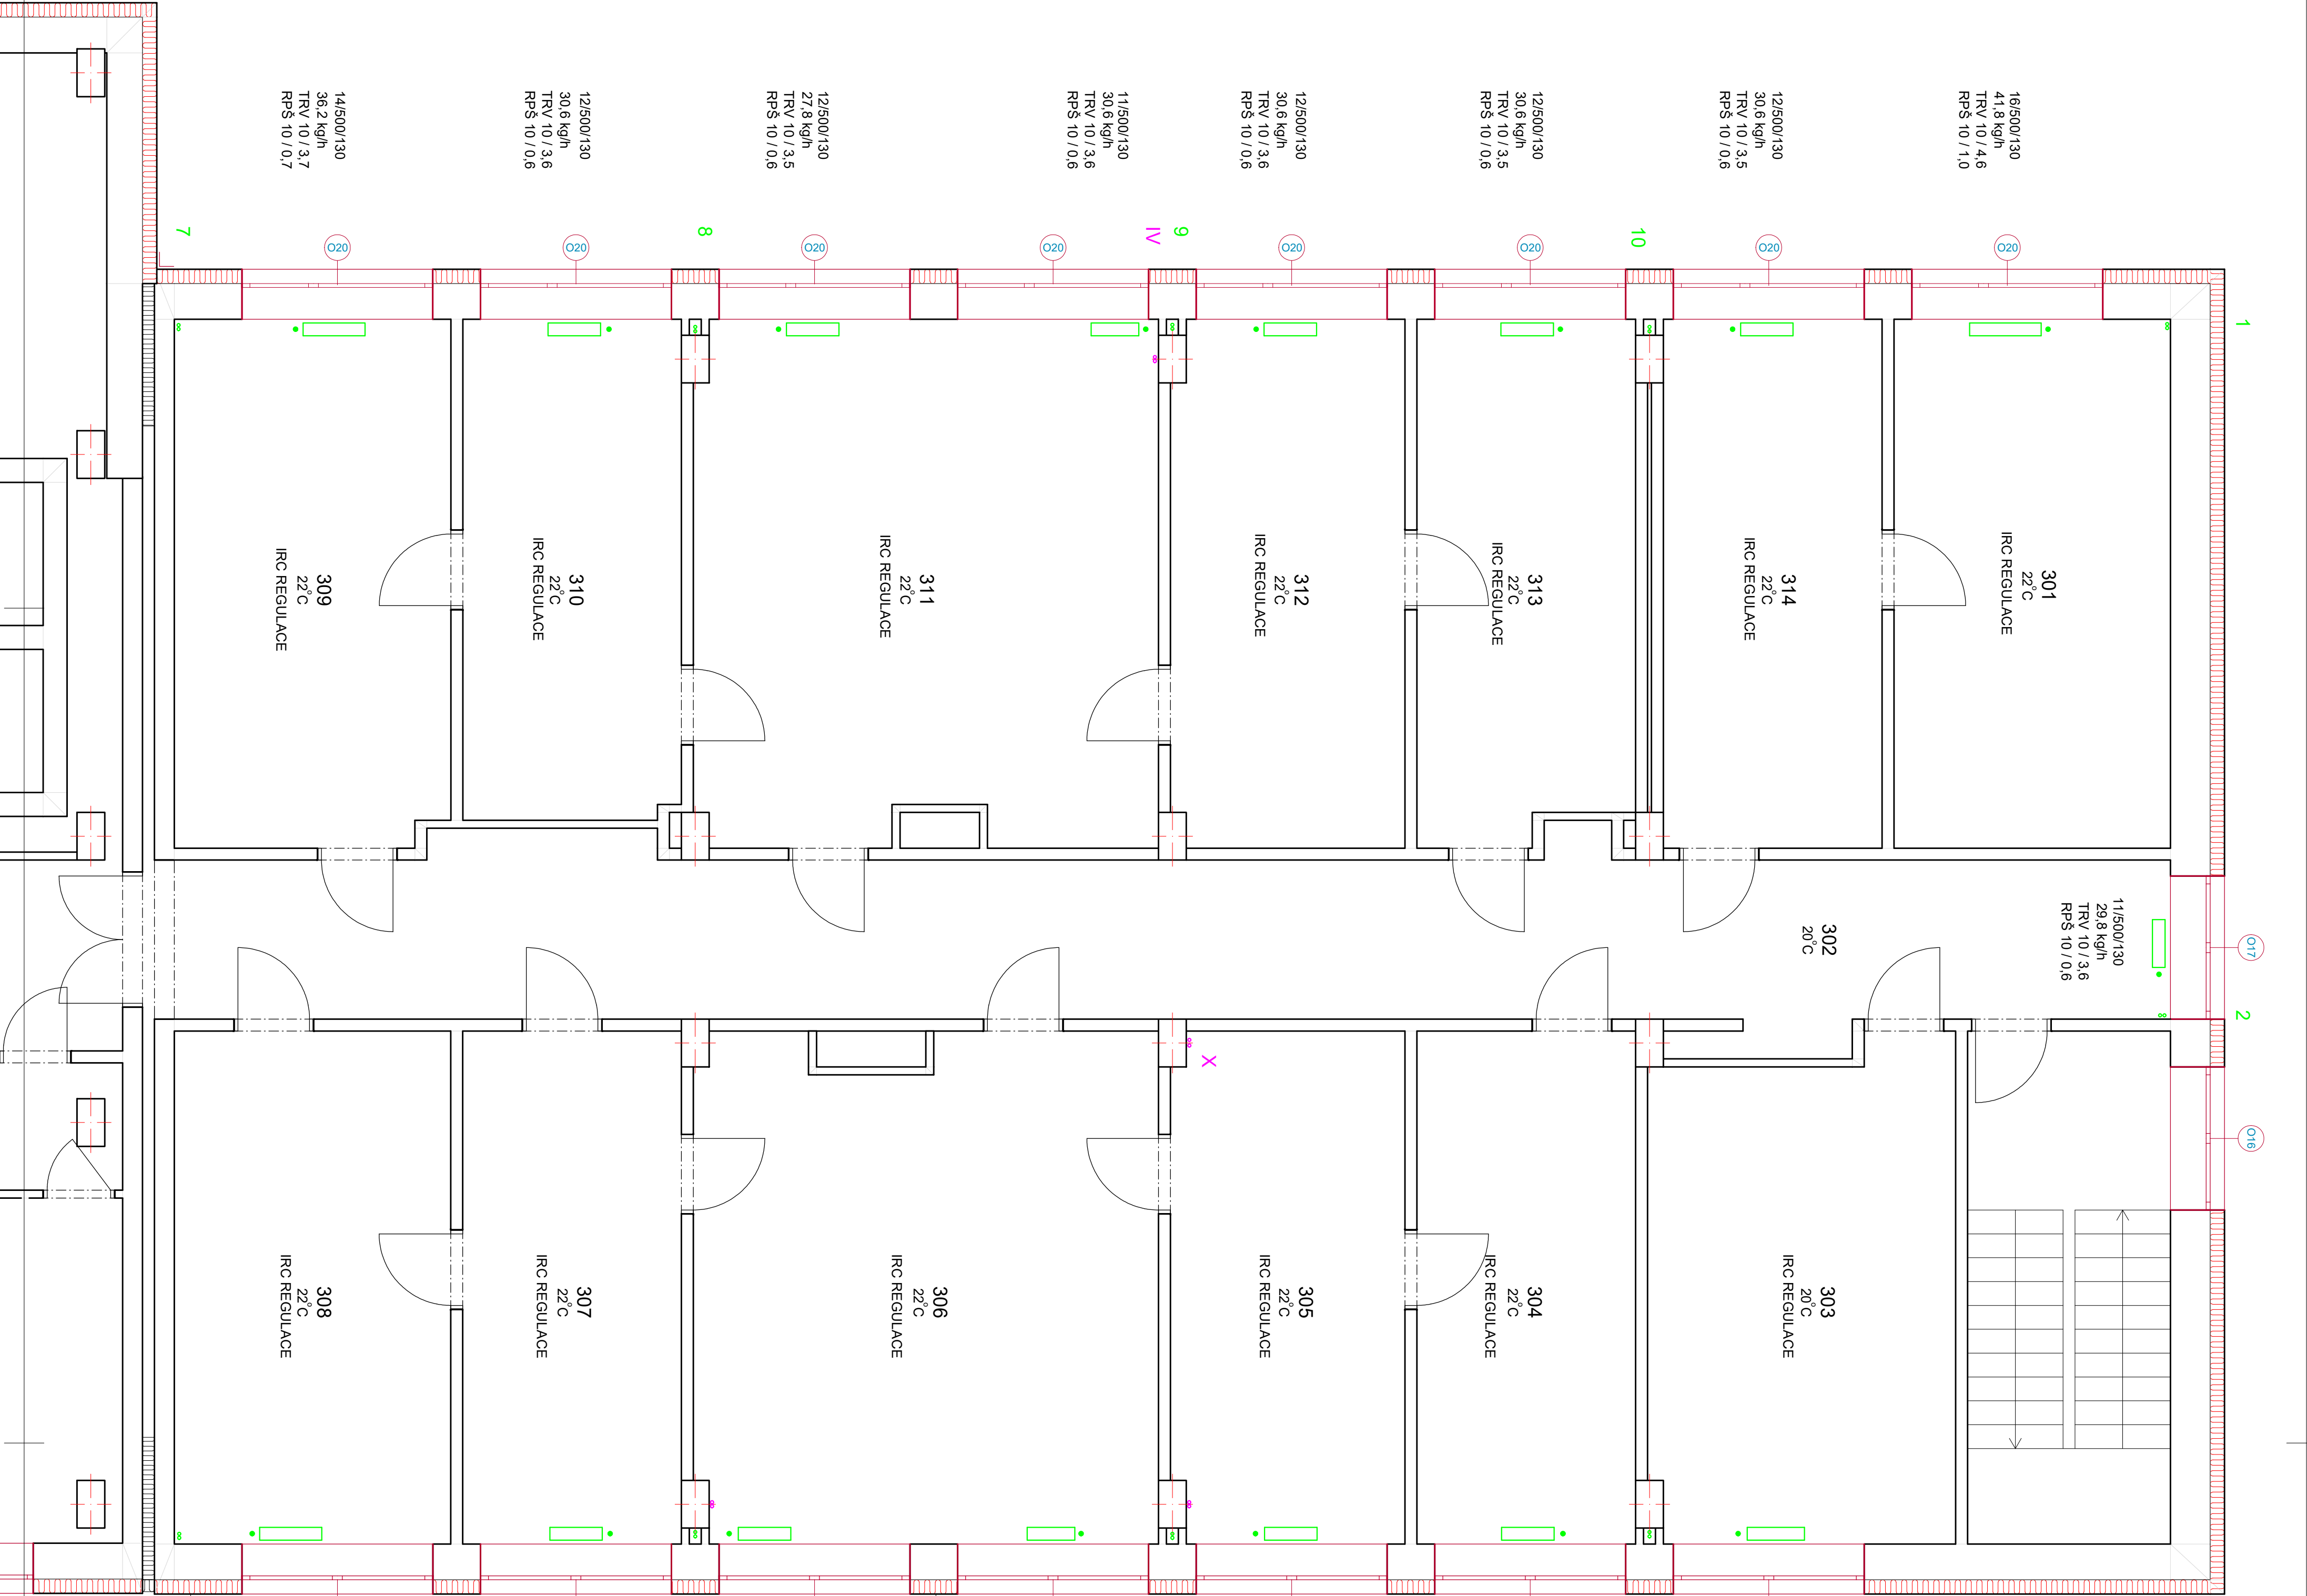 14/500/130
36,2 kg/h
TRV 10 / 3,7
RPŠ 10 / 0,7
12/500/130
30,6 kg/h
TRV 10 / 3,6
RPŠ 10 / 0,6
12/500/130
27,8 kg/h
TRV 10 / 3,5
RPŠ 10 / 0,6
11/500/130
30,6 kg/h
TRV 10 / 3,6
RPŠ 10 / 0,6
12/500/130
30,6 kg/h
TRV 10 / 3,6
RPŠ 10 / 0,6
12/500/130
30,6 kg/h
TRV 10 / 3,5
RPŠ 10 / 0,6
12/500/130
30,6 kg/h
TRV 10 / 3,5
RPŠ 10 / 0,6
16/500/130
41,8 kg/h
TRV 10 / 4,6
RPŠ 10 / 1,0
7
8
IV
9
10
O20
O20
O20
O20
O20
O20
O20
O20
1
309
22°C
IRC REGULACE
310
22°C
IRC REGULACE
311
22°C
IRC REGULACE
312
22°C
IRC REGULACE
313
22°C
IRC REGULACE
314
22°C
IRC REGULACE
301
22°C
IRC REGULACE
302
20°C
11/500/130
29,8 kg/h
TRV 10 / 3,6
RPŠ 10 / 0,6
O17
2
X
O16
308
22°C
IRC REGULACE
307
22°C
IRC REGULACE
306
22°C
IRC REGULACE
305
22°C
IRC REGULACE
304
22°C
IRC REGULACE
303
20°C
IRC REGULACE